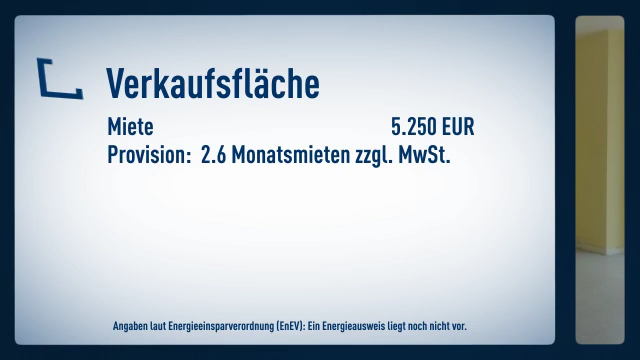 Verkaufsfläche
Miete 5.250 EUR
Provision: 2.6 Monatsmieten zzgl. MwSt.
Angaben laut Energieeinsparverordnung (EnEV): Ein Energieausweis liegt noch nicht vor.